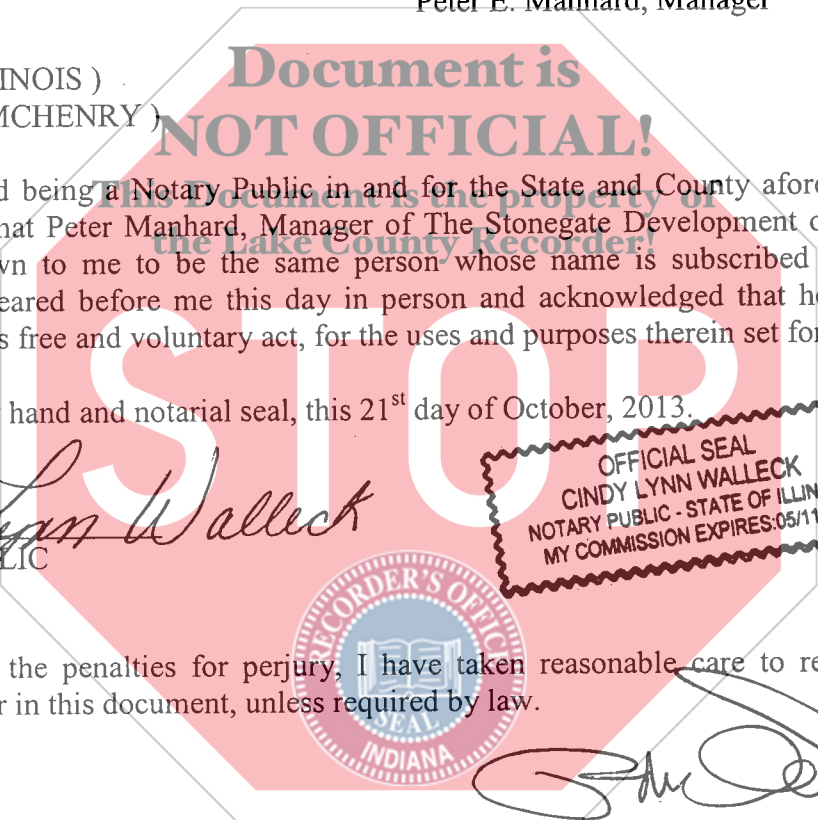 Peter E. Manhard, Manager
Document is
INOIS )
MCHENRY )
NOT OFFICIAL!
d being a Notary Public in and for the State and County afore
This Document is the property of
hat Peter Manhard, Manager of The Stonegate Development
the Lake County Recorder!
wn to me to be the same person whose name is subscribed
eared before me this day in person and acknowledged that he
s free and voluntary act, for the uses and purposes therein set for
STOP
hand and notarial seal, this 21st day of October, 2013.
OFFICIAL SEAL
CINDY LYNN WALLECK
NOTARY PUBLIC - STATE OF ILLIN
MY COMMISSION EXPIRES:05/11
Lynn Walleck
LIC
RECORDER'S OFFICE
the penalties for perjury, I have taken reasonable care to re
r in this document, unless required by law.
SEAL
INDIANA